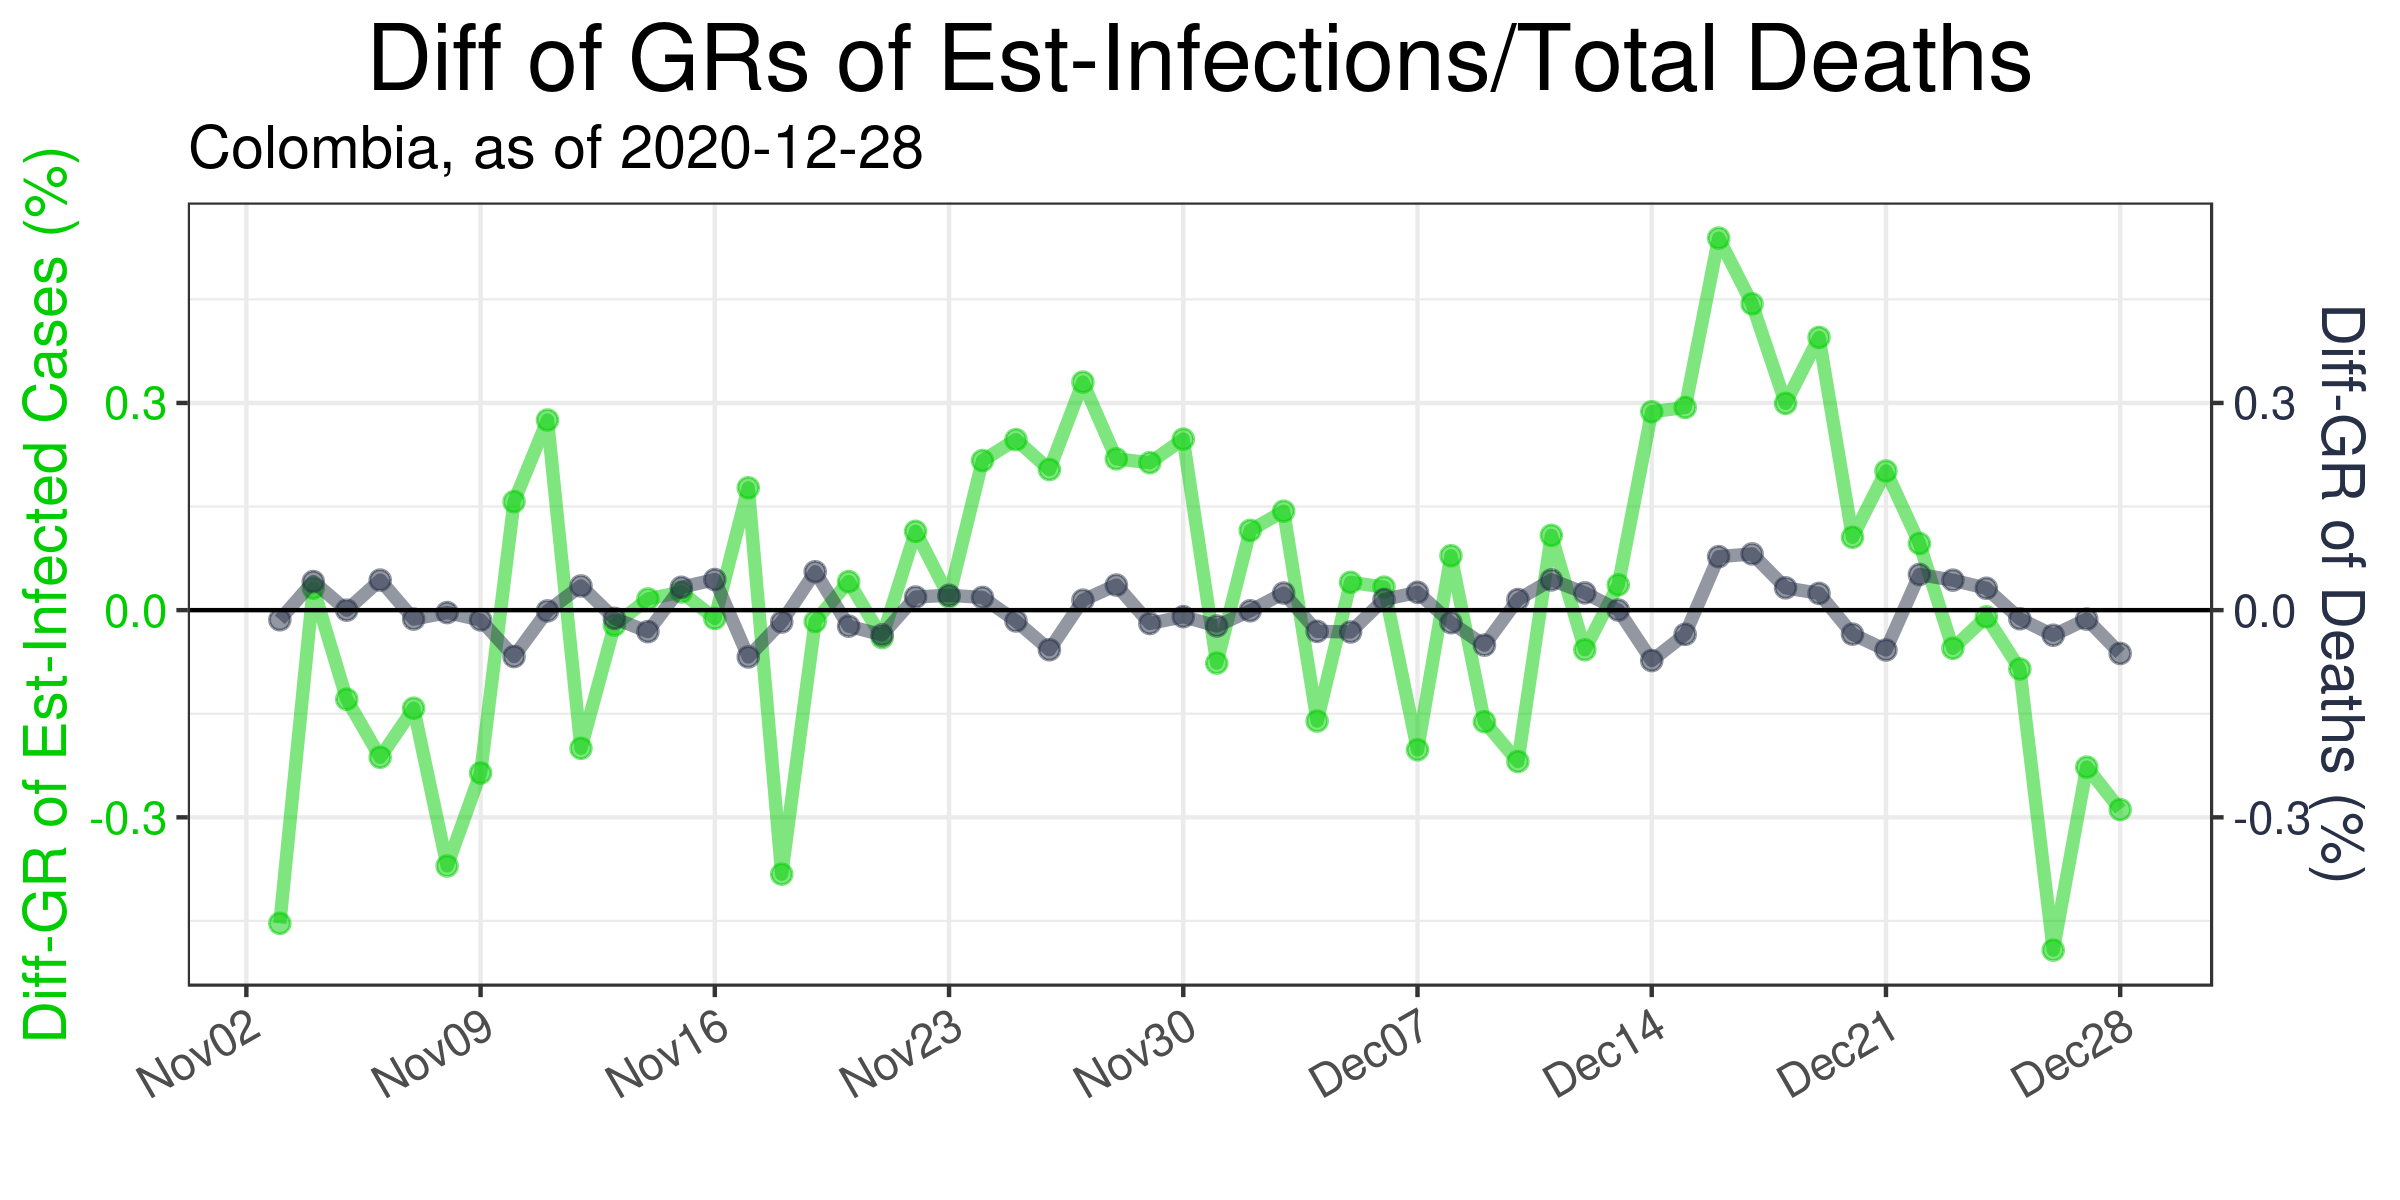 Diff of GRs of Est-Infections/Total Deaths
Colombia, as of 2020-12-28
Diff-GR of Est-Infected Cases (%)
0.3
0.0
-0.3
0.3
0.0
-0.3
Diff-GR of Deaths (%)
Nov02
Nov09
Nov16
Nov23
Nov30
Dec07
Dec14
Dec21
Dec28